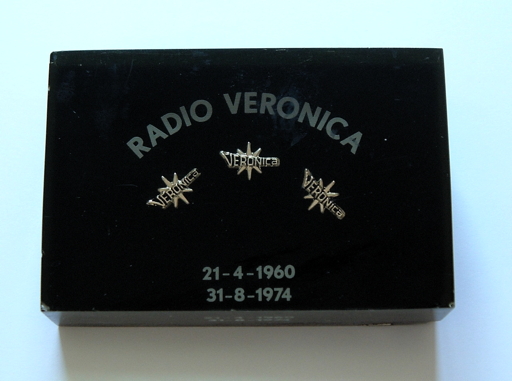 RADIO VERONICA
VERONICA
VERONICA
VERONICA
21-4-1960
31-8-1974